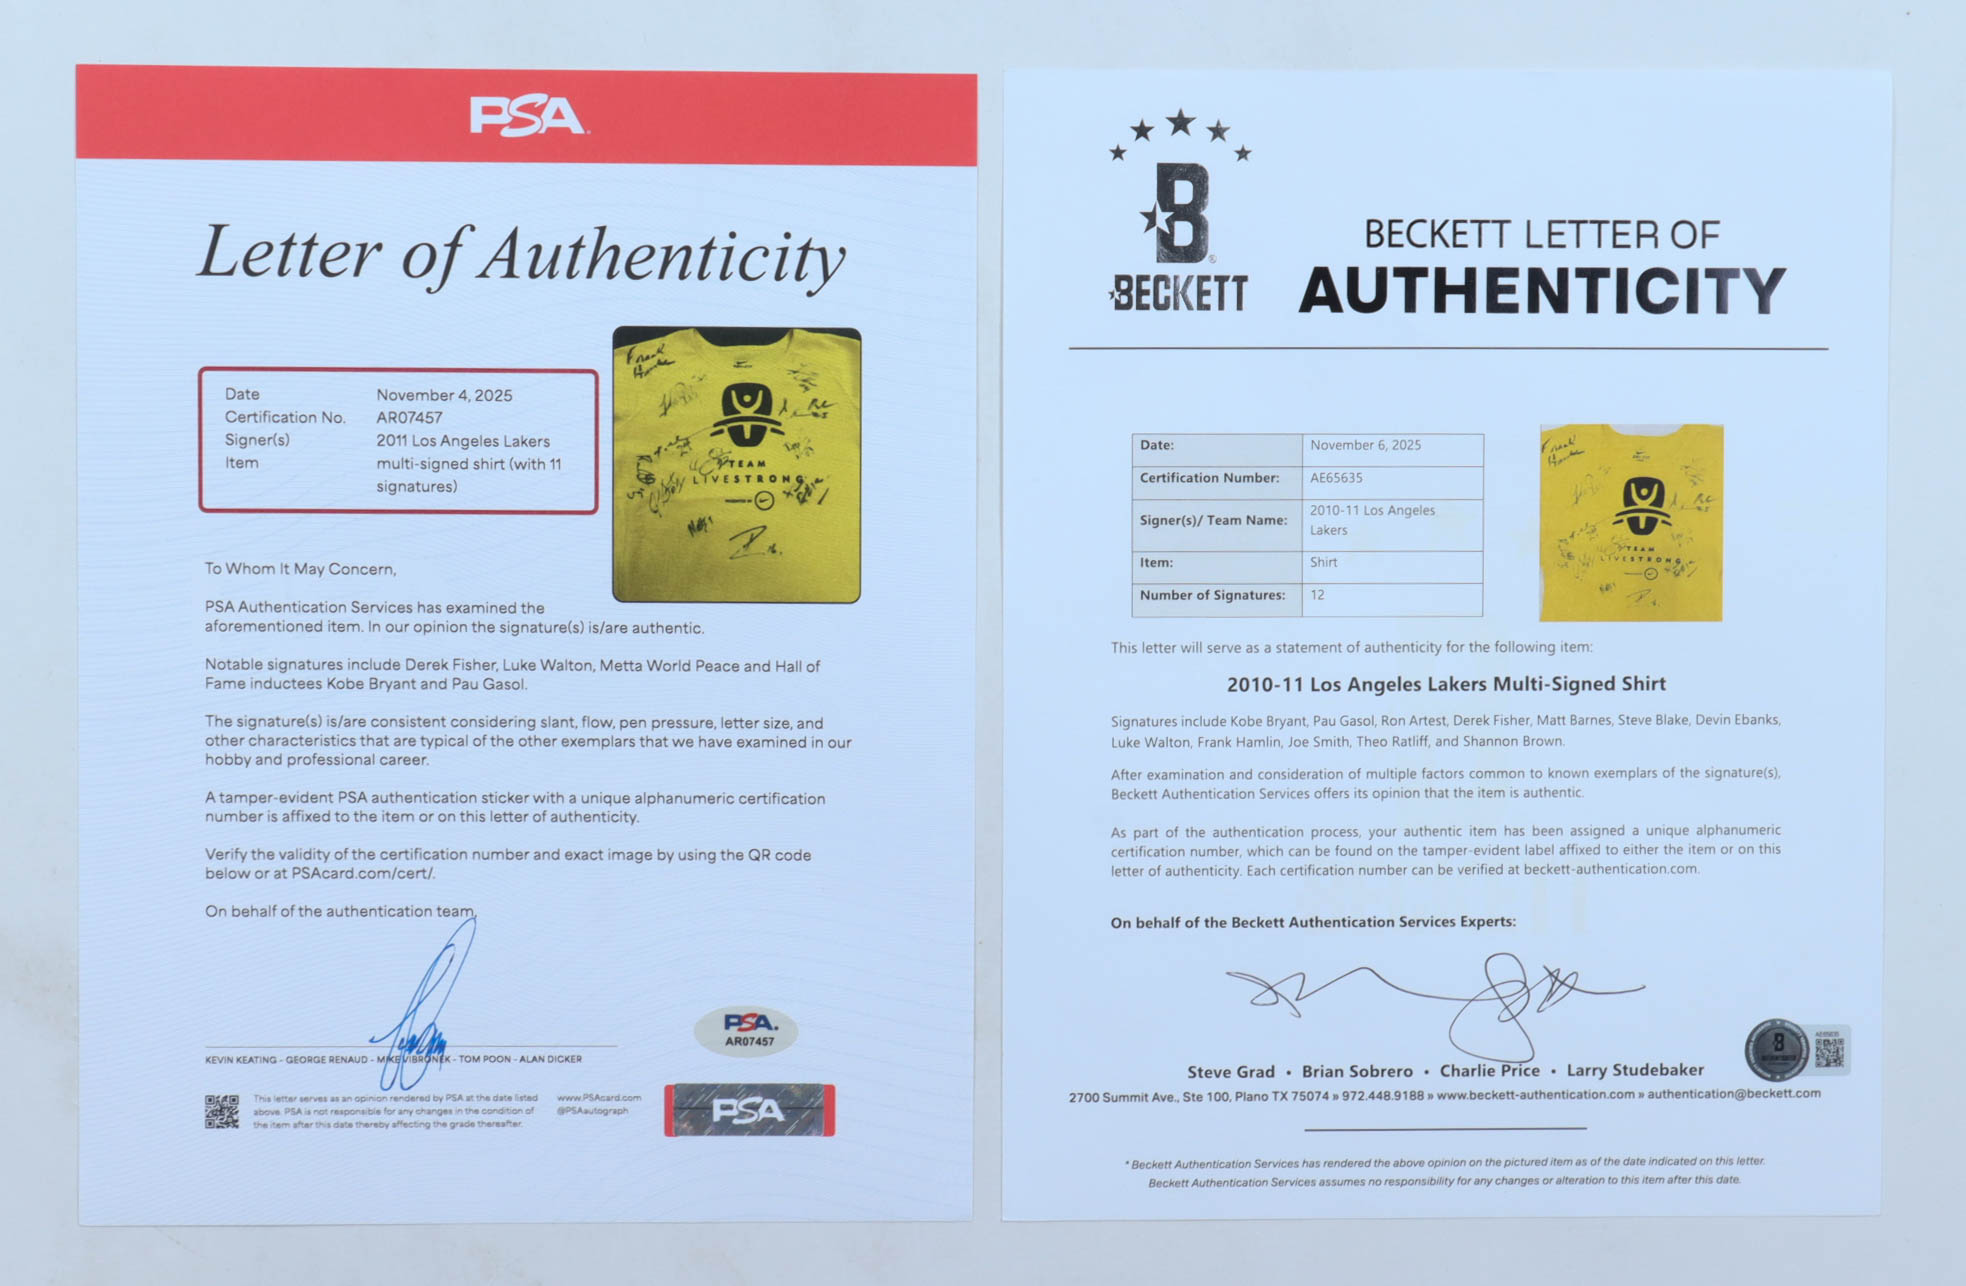 PSA
Letter of Authenticity
Date November 4, 2025
Certification No. AR07457
Signer(s) 2011 Los Angeles Lakers
Item multi-signed shirt (with 11
signatures)
Frank
Hamlin
TEAM
LIVESTRONG
To Whom It May Concern,
PSA Authentication Services has examined the
aforementioned item. In our opinion the signature(s) is/are authentic.
Notable signatures include Derek Fisher, Luke Walton, Metta World Peace and Hall of
Fame inductees Kobe Bryant and Pau Gasol.
The signature(s) is/are consistent considering slant, flow, pen pressure, letter size, and
other characteristics that are typical of the other exemplars that we have examined in our
hobby and professional career.
A tamper-evident PSA authentication sticker with a unique alphanumeric certification
number is affixed to the item or on this letter of authenticity.
Verify the validity of the certification number and exact image by using the QR code
below or at PSAcard.com/cert/.
On behalf of the authentication team,
PSA.
AR07457
KEVIN KEATING - GEORGE RENAUD - MIKE VIBRONEK - TOM POON - ALAN DICKER
This letter serves as an opinion rendered by PSA at the date listed
above. PSA is not responsible for any changes in the condition of
the item after this date thereby affecting the grade thereafter.
www.PSAcard.com
@PSAautograph
PSA
B
BECKETT
BECKETT LETTER OF
AUTHENTICITY
Date: November 6, 2025
Certification Number: AE65635
Signer(s)/ Team Name: 2010-11 Los Angeles
Lakers
Item: Shirt
Number of Signatures: 12
TEAM
LIVESTRONG
This letter will serve as a statement of authenticity for the following item:
2010-11 Los Angeles Lakers Multi-Signed Shirt
Signatures include Kobe Bryant, Pau Gasol, Ron Artest, Derek Fisher, Matt Barnes, Steve Blake, Devin Ebanks,
Luke Walton, Frank Hamlin, Joe Smith, Theo Ratliff, and Shannon Brown.
After examination and consideration of multiple factors common to known exemplars of the signature(s),
Beckett Authentication Services offers its opinion that the item is authentic.
As part of the authentication process, your authentic item has been assigned a unique alphanumeric
certification number, which can be found on the tamper-evident label affixed to either the item or on this
letter of authenticity. Each certification number can be verified at beckett-authentication.com.
On behalf of the Beckett Authentication Services Experts:
AE65635
Steve Grad • Brian Sobrero • Charlie Price • Larry Studebaker
2700 Summit Ave., Ste 100, Plano TX 75074 » 972.448.9188 » www.beckett-authentication.com » authentication@beckett.com
* Beckett Authentication Services has rendered the above opinion on the pictured item as of the date indicated on this letter.
Beckett Authentication Services assumes no responsibility for any changes or alteration to this item after this date.